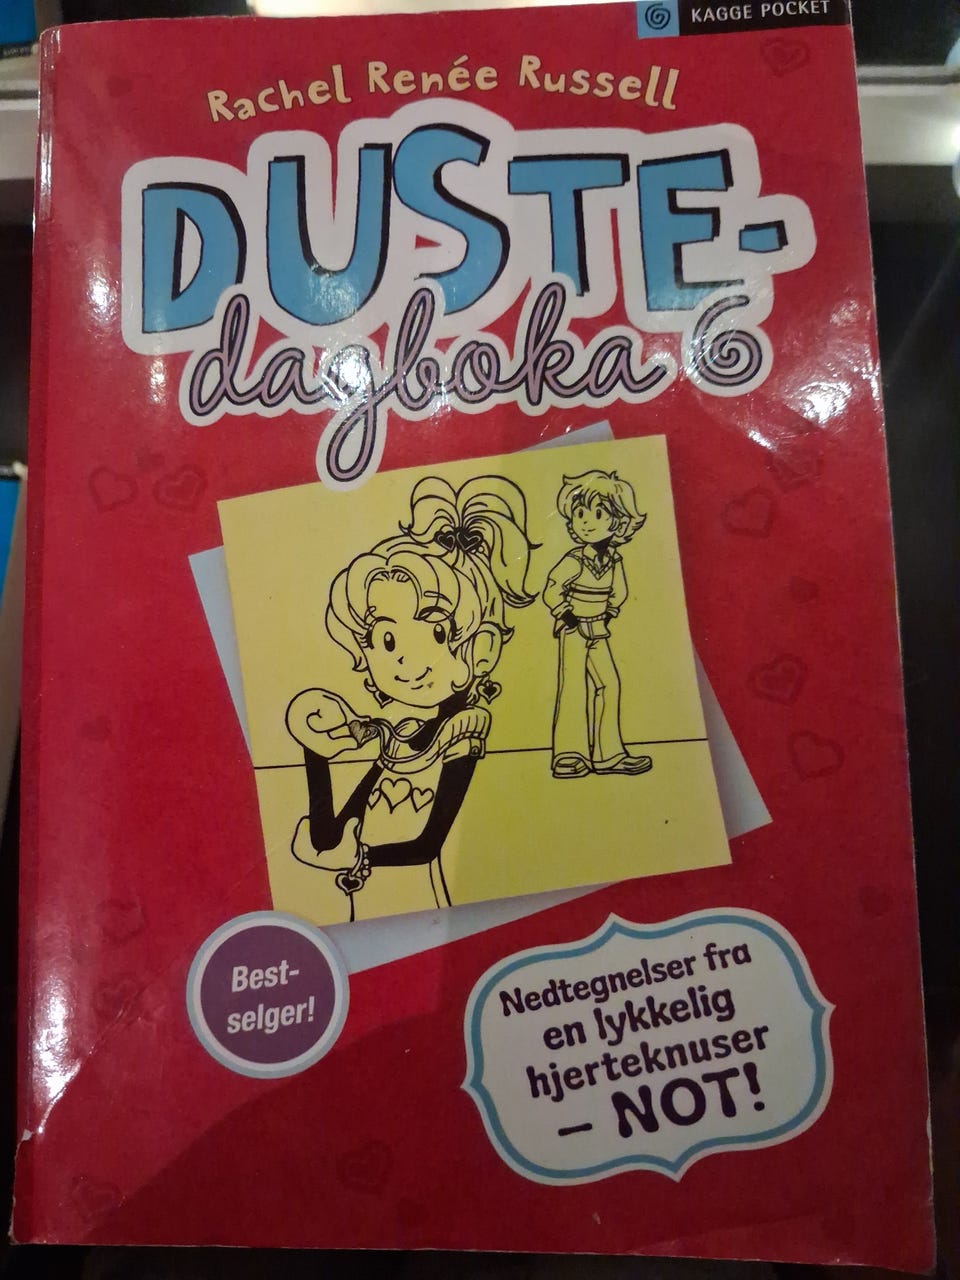 KAGGE POCKET
Rachel Renée Russell
DUSTE-
dagboka 6
Best-
selger!
Nedtegnelser fra
en lykkelig
hjerteknuser
– NOT!